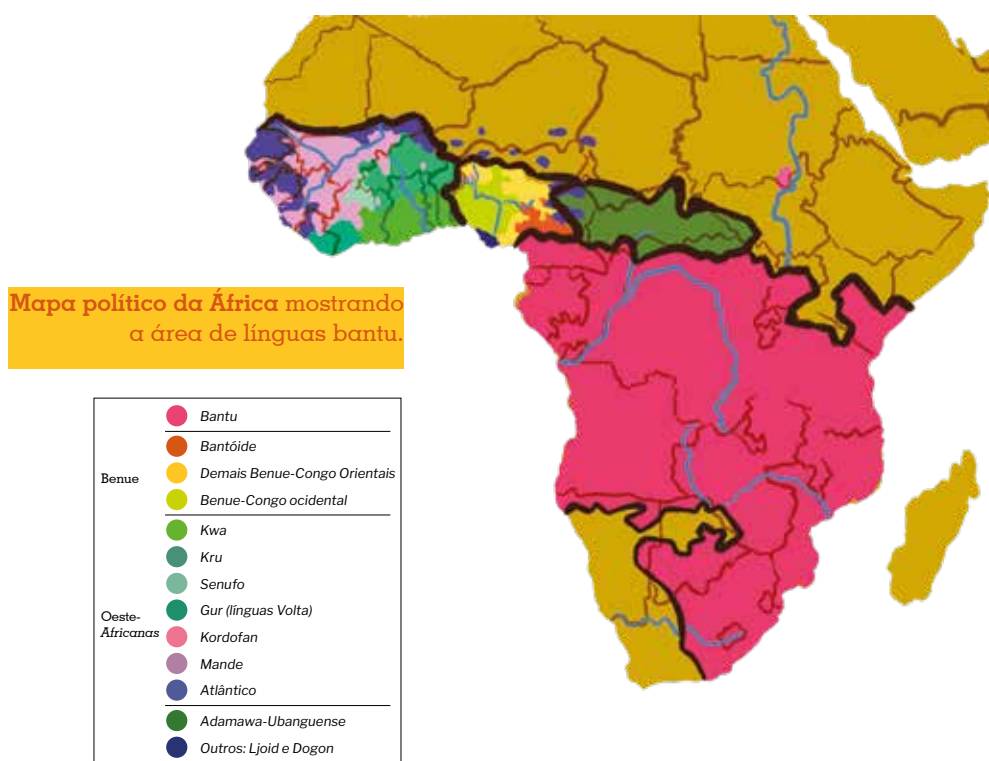 Mapa político da África mostrando
a área de línguas bantu.
Bantu
Benue
Bantóide
Demais Benue-Congo Orientais
Benue-Congo ocidental
Oeste-
Africanas
Kwa
Kru
Senufo
Gur (línguas Volta)
Kordofan
Mande
Atlântico
Adamawa-Ubanguense
Outros: Ljoid e Dogon